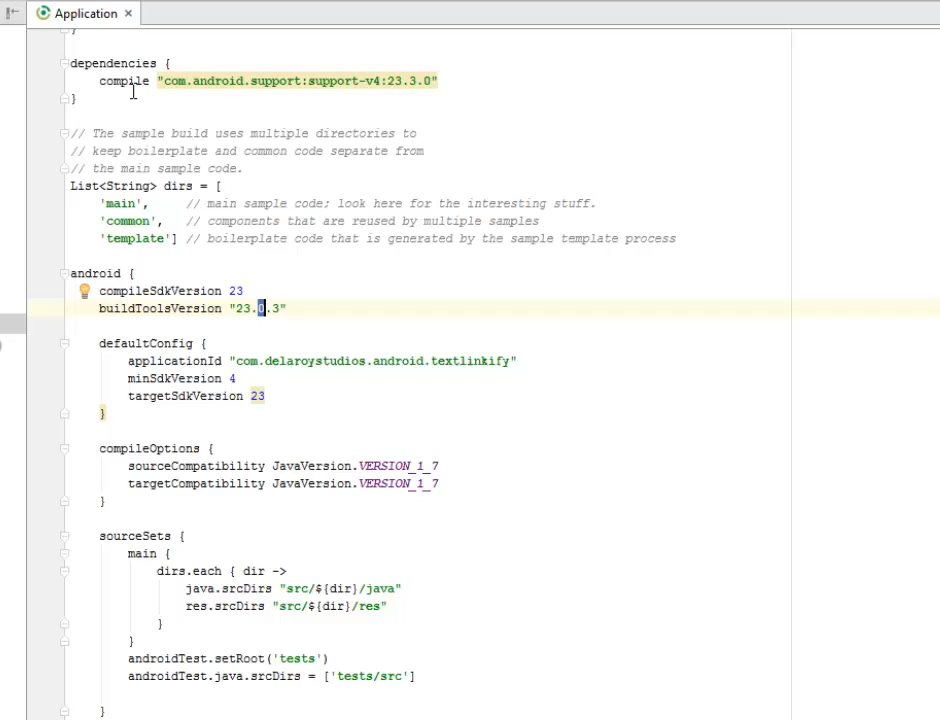 Application
}
dependencies {
compile "com.android.support:support-v4:23.3.0"
}
// The sample build uses multiple directories to
// keep boilerplate and common code separate from
// the main sample code.
List<String> dirs = [
'main',     // main sample code; look here for the interesting stuff.
'common',   // components that are reused by multiple samples
'template'] // boilerplate code that is generated by the sample template process
android {
compileSdkVersion 23
buildToolsVersion "23.0.3"
defaultConfig {
applicationId "com.delaroystudios.android.textlinkify"
minSdkVersion 4
targetSdkVersion 23
}
compileOptions {
sourceCompatibility JavaVersion.VERSION_1_7
targetCompatibility JavaVersion.VERSION_1_7
}
sourceSets {
main {
dirs.each { dir ->
java.srcDirs "src/${dir}/java"
res.srcDirs "src/${dir}/res"
}
}
androidTest.setRoot('tests')
androidTest.java.srcDirs = ['tests/src']
}